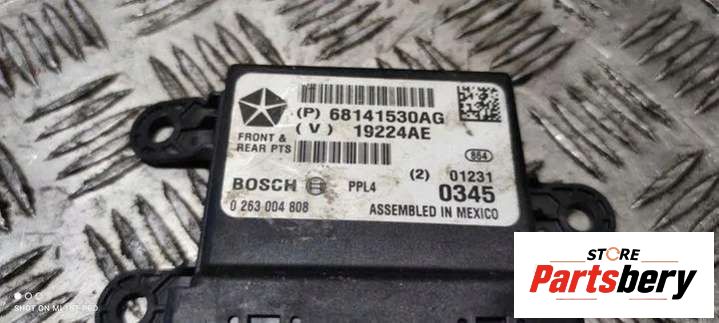 (P) 68141530AG
(V) 19224AE
FRONT &
REAR PTS
854
BOSCH PPL4
(2) 01231
0345
0 263 004 808
ASSEMBLED IN MEXICO
STORE
Partsbery